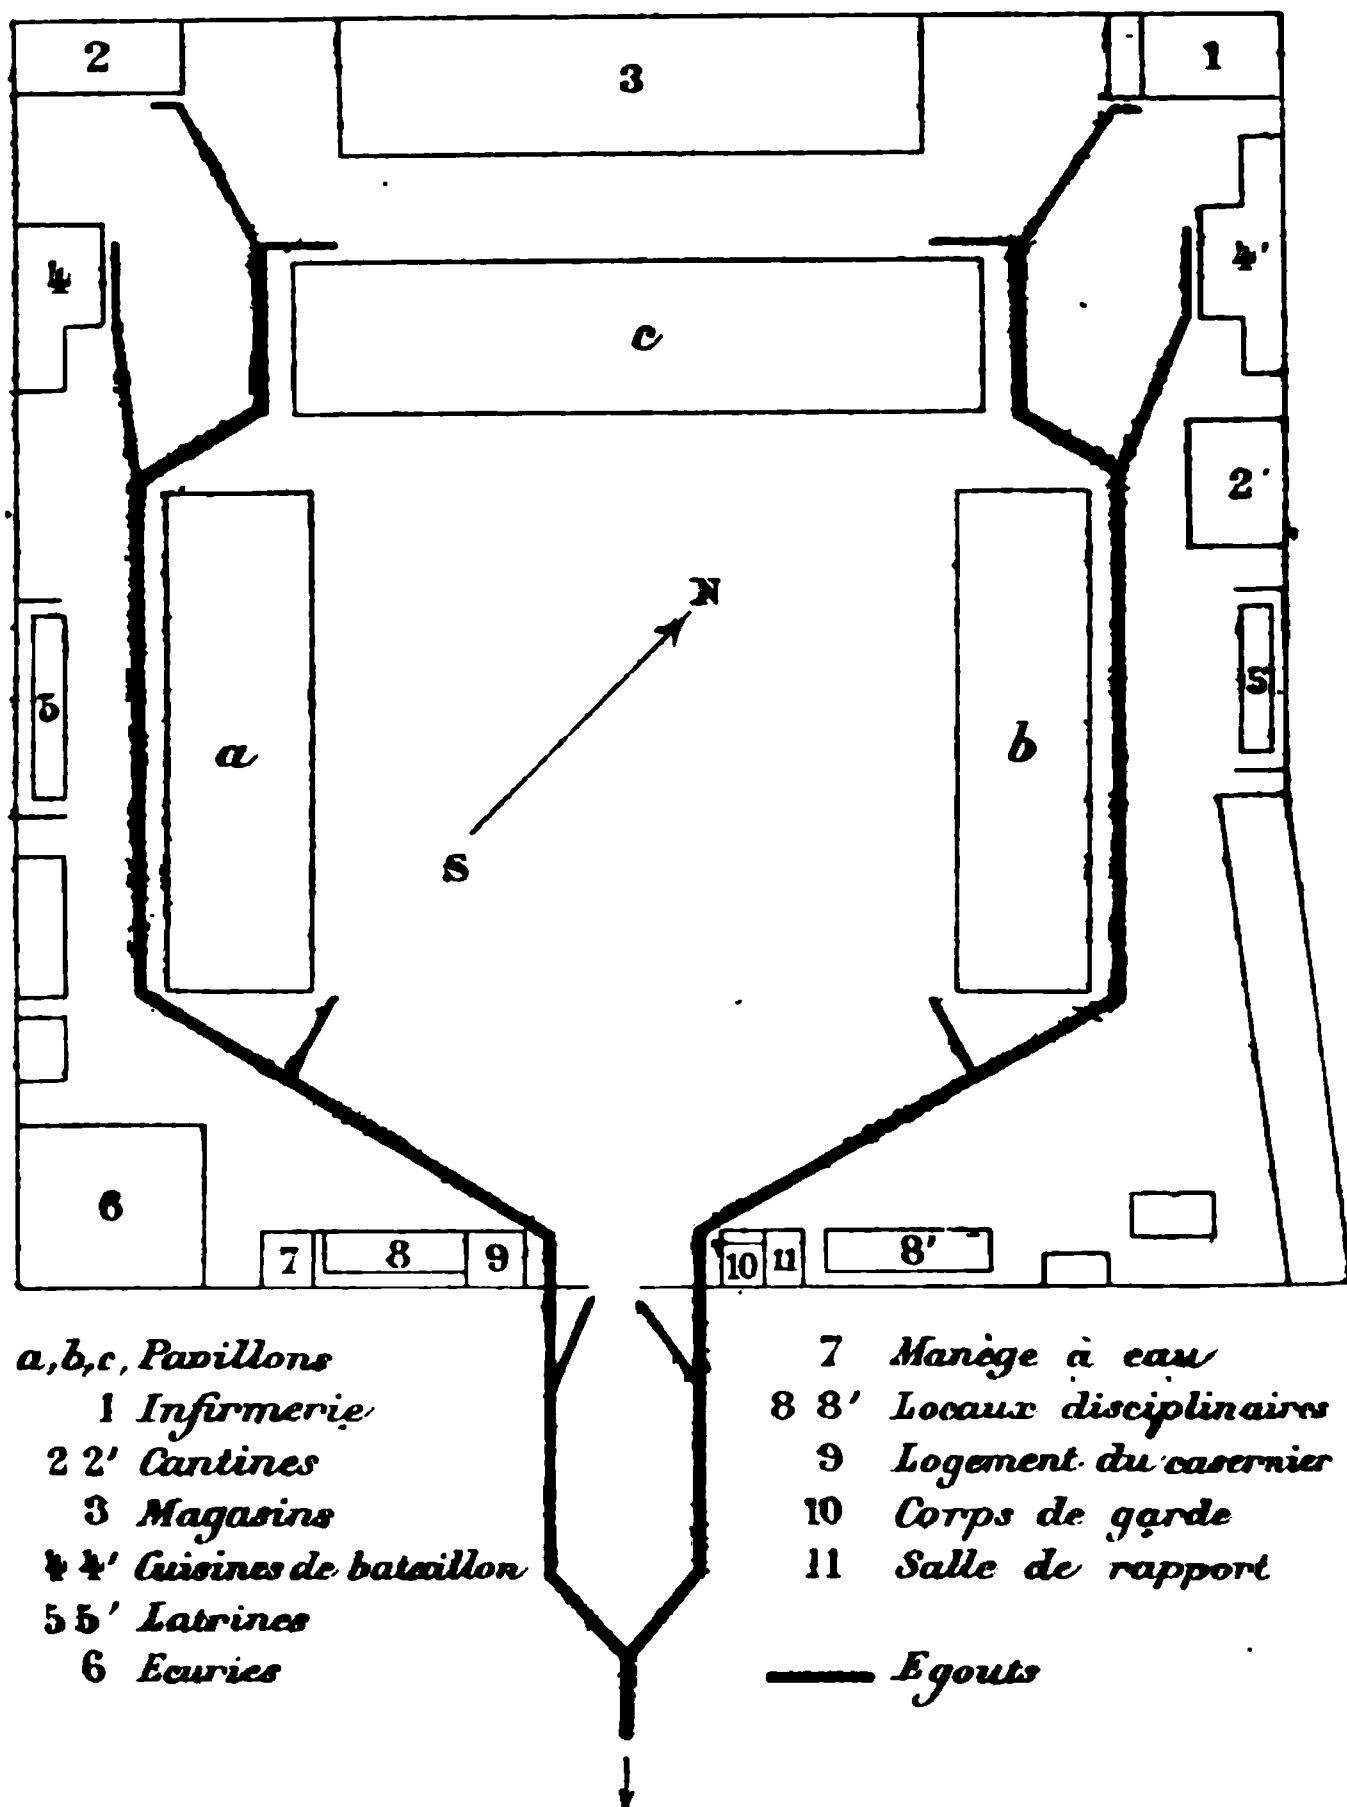 2
3
1
4
4'
c
2'
N
5
S
a
b
S
6
7
8
9
10
11
8'
a,b,c, Pavillons
1 Infirmerie
2 2' Cantines
3 Magasins
4 4' Cuisines de bataillon
5 5' Latrines
6 Ecuries
7 Manège à eau
8 8' Locaux disciplinaires
9 Logement du casernier
10 Corps de garde
11 Salle de rapport
Egouts